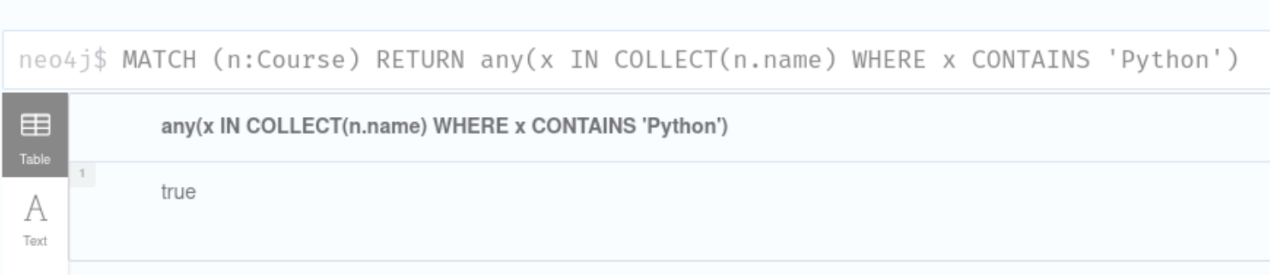 neo4j$ MATCH (n:Course) RETURN any(x IN COLLECT(n.name) WHERE x CONTAINS 'Python')
any(x IN COLLECT(n.name) WHERE x CONTAINS 'Python')
Table
1
true
A
Text